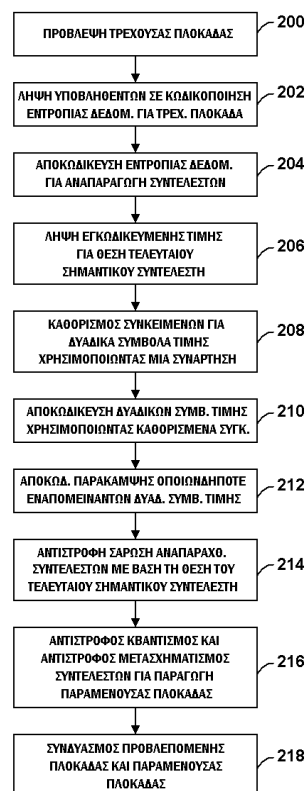 ΠΡΟΒΛΕΨΗ ΤΡΕΧΟΥΣΑΣ ΠΛΟΚΑΔΑΣ
200
ΛΗΨΗ ΥΠΟΒΛΗΘΕΝΤΩΝ ΣΕ ΚΩΔΙΚΟΠΟΙΗΣΗ
ΕΝΤΡΟΠΙΑΣ ΔΕΔΟΜ. ΓΙΑ ΤΡΕΧ. ΠΛΟΚΑΔΑ
202
ΑΠΟΚΩΔΙΚΕΥΣΗ ΕΝΤΡΟΠΙΑΣ ΔΕΔΟΜ.
ΓΙΑ ΑΝΑΠΑΡΑΓΩΓΗ ΣΥΝΤΕΛΕΣΤΩΝ
204
ΛΗΨΗ ΕΓΚΩΔΙΚΕΥΜΕΝΗΣ ΤΙΜΗΣ
ΓΙΑ ΘΕΣΗ ΤΕΛΕΥΤΑΙΟΥ
ΣΗΜΑΝΤΙΚΟΥ ΣΥΝΤΕΛΕΣΤΗ
206
ΚΑΘΟΡΙΣΜΟΣ ΣΥΝΚΕΙΜΕΝΩΝ ΓΙΑ
ΔΥΑΔΙΚΑ ΣΥΜΒΟΛΑ ΤΙΜΗΣ
ΧΡΗΣΙΜΟΠΟΙΩΝΤΑΣ ΜΙΑ ΣΥΝΑΡΤΗΣΗ
208
ΑΠΟΚΩΔΙΚΕΥΣΗ ΔΥΑΔΙΚΩΝ ΣΥΜΒ. ΤΙΜΗΣ
ΧΡΗΣΙΜΟΠΟΙΩΝΤΑΣ ΚΑΘΟΡΙΣΜΕΝΑ ΣΥΓΚ.
210
ΑΠΟΚΩΔ. ΠΑΡΑΚΑΜΨΗΣ ΟΠΟΙΩΝΔΗΠΟΤΕ
ΕΝΑΠΟΜΕΙΝΑΝΤΩΝ ΔΥΑΔ. ΣΥΜΒ. ΤΙΜΗΣ
212
ΑΝΤΙΣΤΡΟΦΗ ΣΑΡΩΣΗ ΑΝΑΠΑΡΑΧΘ.
ΣΥΝΤΕΛΕΣΤΩΝ ΜΕ ΒΑΣΗ ΤΗ ΘΕΣΗ ΤΟΥ
ΤΕΛΕΥΤΑΙΟΥ ΣΗΜΑΝΤΙΚΟΥ ΣΥΝΤΕΛΕΣΤΗ
214
ΑΝΤΙΣΤΡΟΦΟΣ ΚΒΑΝΤΙΣΜΟΣ ΚΑΙ
ΑΝΤΙΣΤΡΟΦΟΣ ΜΕΤΑΣΧΗΜΑΤΙΣΜΟΣ
ΣΥΝΤΕΛΕΣΤΩΝ ΓΙΑ ΠΑΡΑΓΩΓΗ
ΠΑΡΑΜΕΝΟΥΣΑΣ ΠΛΟΚΑΔΑΣ
216
ΣΥΝΔΥΑΣΜΟΣ ΠΡΟΒΛΕΠΟΜΕΝΗΣ
ΠΛΟΚΑΔΑΣ ΚΑΙ ΠΑΡΑΜΕΝΟΥΣΑΣ
ΠΛΟΚΑΔΑΣ
218